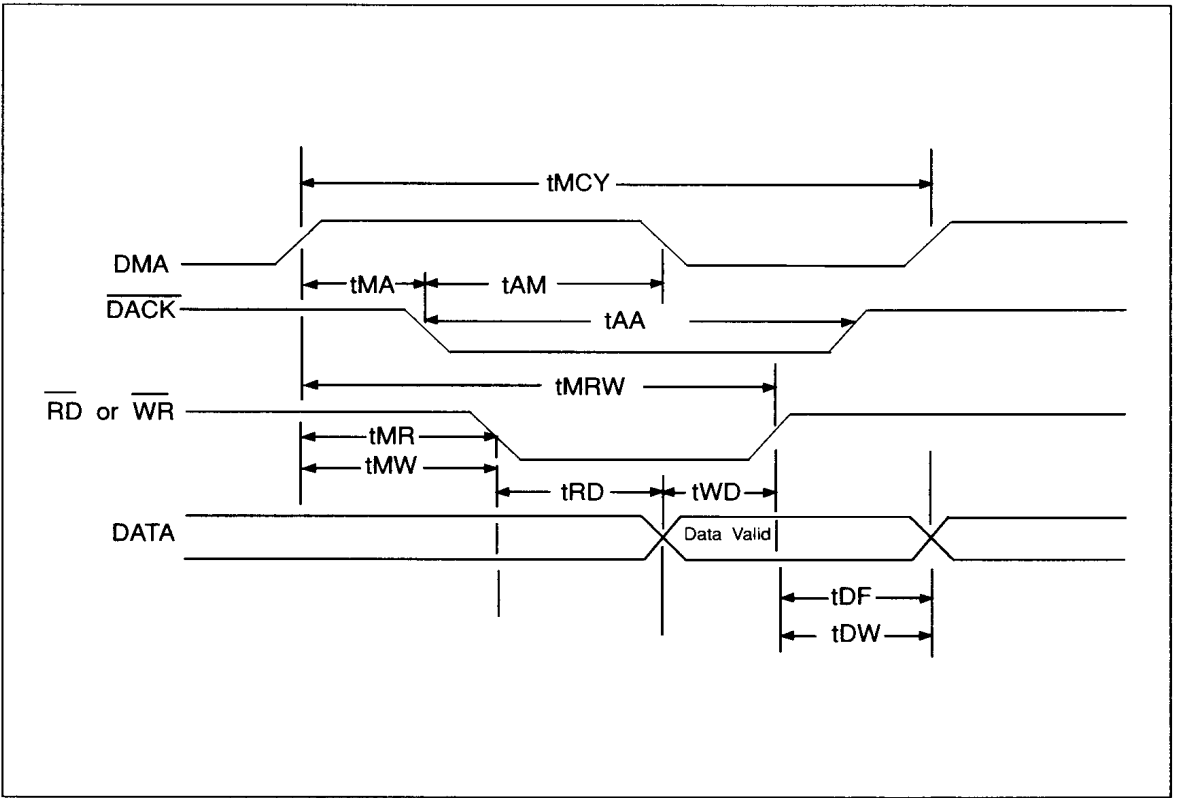 tMCY
DMA
tMA
tAM
DACK
tAA
tMRW
RD or WR
tMR
tMW
tRD
tWD
DATA
Data Valid
tDF
tDW